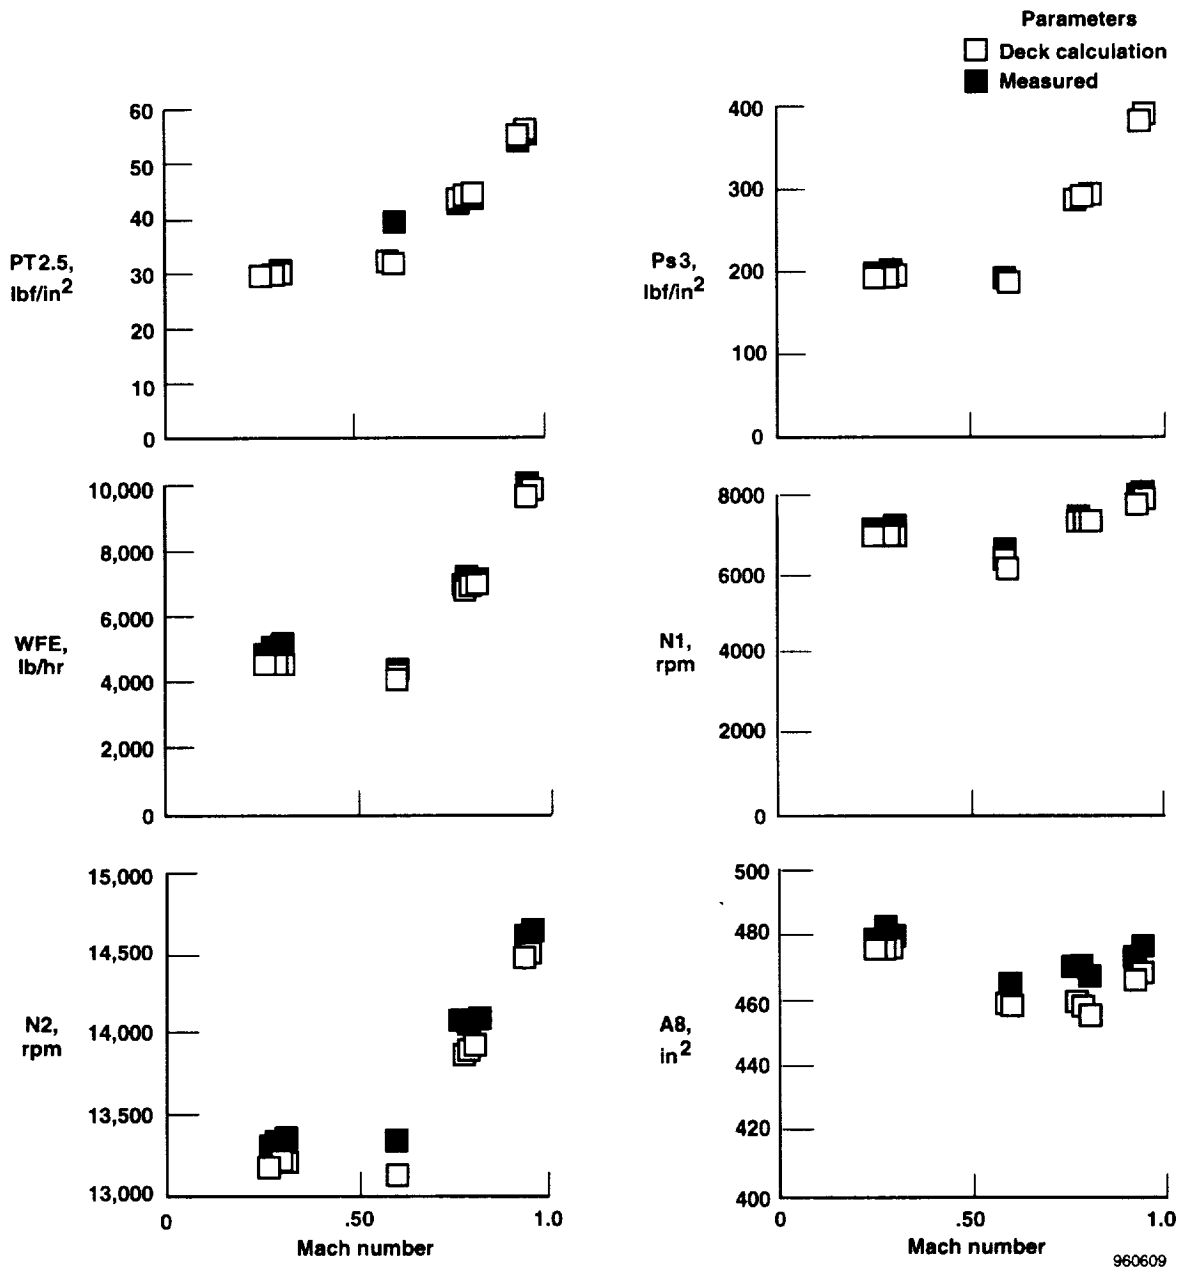 Parameters
Deck calculation
Measured
60
50
40
30
20
10
0
PT2.5,
lbf/in2
400
300
200
100
0
Ps3,
lbf/in2
10,000
8,000
6,000
4,000
2,000
0
WFE,
lb/hr
8000
6000
4000
2000
0
N1,
rpm
15,000
14,500
14,000
13,500
13,000
N2,
rpm
0 .50 1.0
Mach number
500
480
460
440
420
400
A8,
in2
0 .50 1.0
Mach number
960609